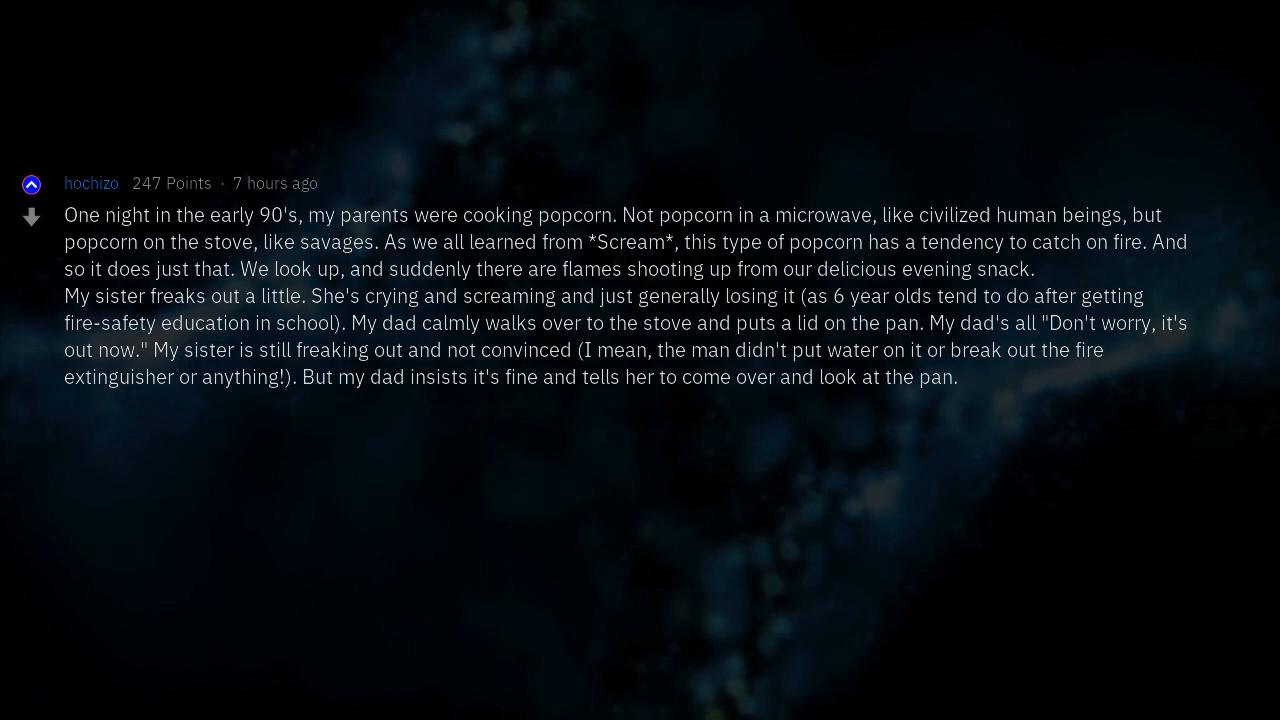 hochizo 247 Points · 7 hours ago
One night in the early 90's, my parents were cooking popcorn. Not popcorn in a microwave, like civilized human beings, but
popcorn on the stove, like savages. As we all learned from *Scream*, this type of popcorn has a tendency to catch on fire. And
so it does just that. We look up, and suddenly there are flames shooting up from our delicious evening snack.
My sister freaks out a little. She's crying and screaming and just generally losing it (as 6 year olds tend to do after getting
fire-safety education in school). My dad calmly walks over to the stove and puts a lid on the pan. My dad's all "Don't worry, it's
out now." My sister is still freaking out and not convinced (I mean, the man didn't put water on it or break out the fire
extinguisher or anything!). But my dad insists it's fine and tells her to come over and look at the pan.